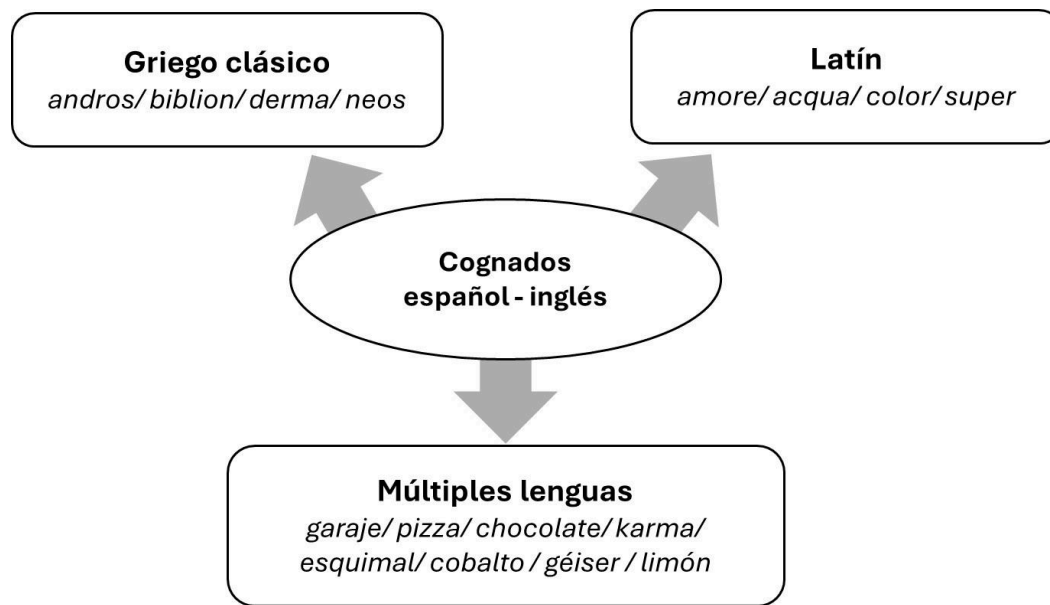 Griego clásico
andros/ biblion/ derma/ neos
Latín
amore/ acqua/ color/ super
Cognados
español - inglés
Múltiples lenguas
garaje/ pizza/ chocolate/ karma/
esquimal/ cobalto / géiser / limón